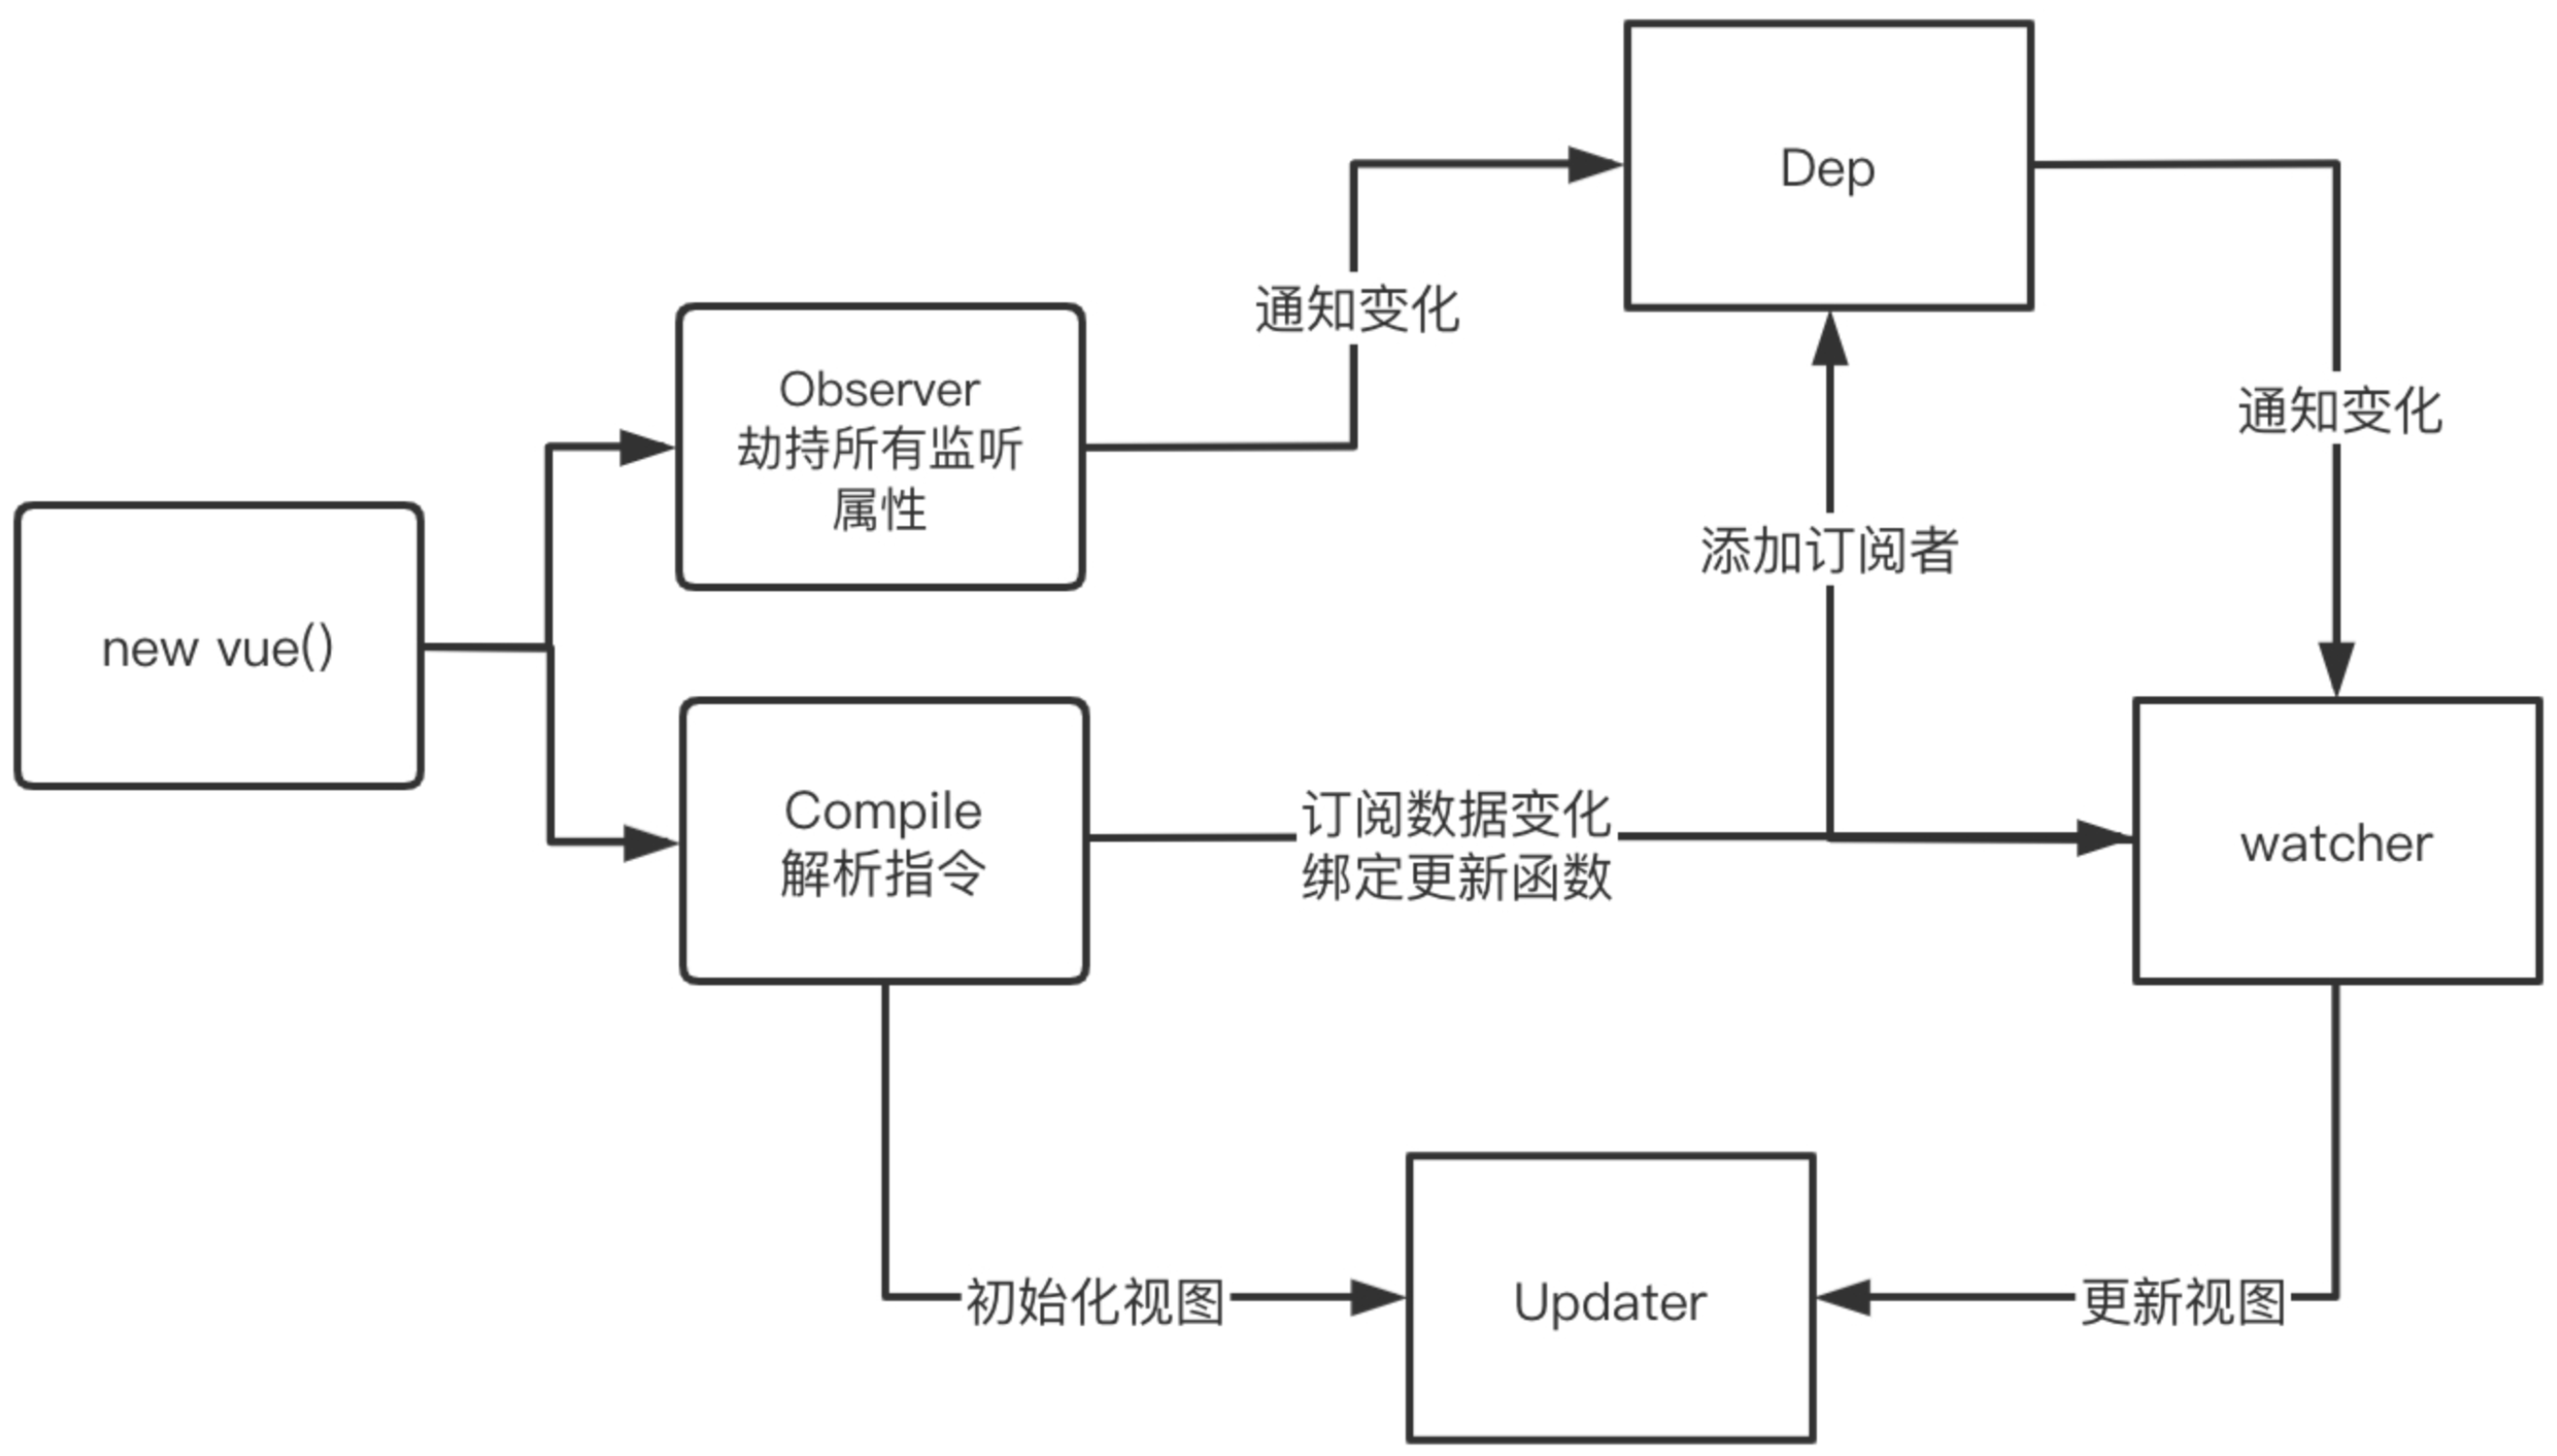 Dep
通知变化
Observer
劫持所有监听
属性
通知变化
添加订阅者
new vue()
Compile
解析指令
订阅数据变化
绑定更新函数
watcher
初始化视图
Updater
更新视图